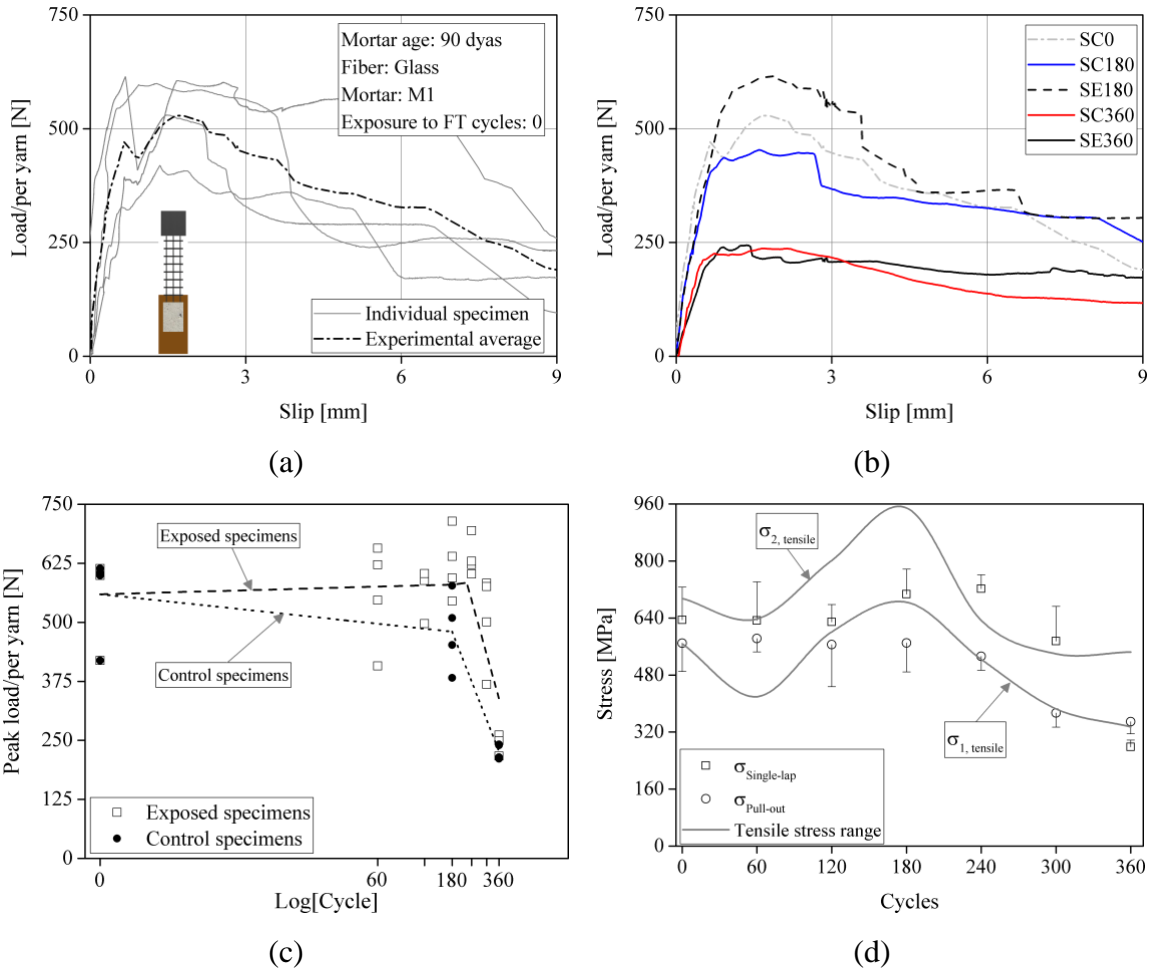 750
500
250
0
Load/per yarn [N]
Mortar age: 90 dyas
Fiber: Glass
Mortar: M1
Exposure to FT cycles: 0
Individual specimen
Experimental average
0 3 6 9
Slip [mm]
(a)
750
500
250
0
Load/per yarn [N]
SC0
SC180
SE180
SC360
SE360
0 3 6 9
Slip [mm]
(b)
750
625
500
375
250
125
0
Peak load/per yarn [N]
Exposed specimens
Control specimens
Exposed specimens
Control specimens
0 60 180 360
Log[Cycle]
(c)
960
800
640
480
320
160
0
Stress [MPa]
σ2, tensile
σ1, tensile
σSingle-lap
σPull-out
Tensile stress range
0 60 120 180 240 300 360
Cycles
(d)